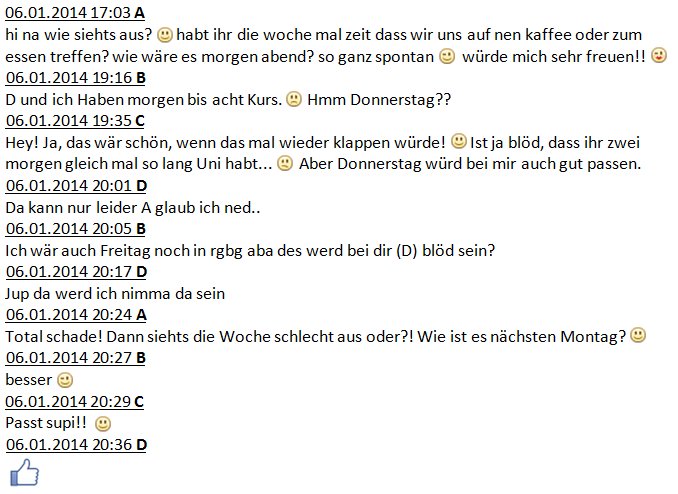 06.01.2014 17:03 A
hi na wie siehts aus? 🙂 habt ihr die woche mal zeit dass wir uns auf nen kaffee oder zum
essen treffen? wie wäre es morgen abend? so ganz spontan 😉 würde mich sehr freuen!! 😃
06.01.2014 19:16 B
D und ich Haben morgen bis acht Kurs. 🙁 Hmm Donnerstag??
06.01.2014 19:35 C
Hey! Ja, das wär schön, wenn das mal wieder klappen würde! 🙂 Ist ja blöd, dass ihr zwei
morgen gleich mal so lang Uni habt... 🙁 Aber Donnerstag würd bei mir auch gut passen.
06.01.2014 20:01 D
Da kann nur leider A glaub ich ned..
06.01.2014 20:05 B
Ich wär auch Freitag noch in rgbg aba des werd bei dir (D) blöd sein?
06.01.2014 20:17 D
Jup da werd ich nimma da sein
06.01.2014 20:24 A
Total schade! Dann siehts die Woche schlecht aus oder?! Wie ist es nächsten Montag? 🙂
06.01.2014 20:27 B
besser 😉
06.01.2014 20:29 C
Passt supi!! 🙂
06.01.2014 20:36 D
👍